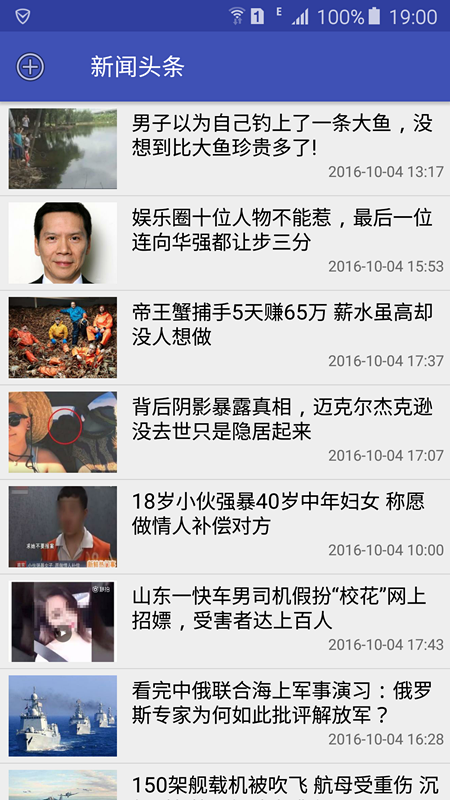 1 E 100% 19:00
新闻头条
男子以为自己钓上了一条大鱼，没
想到比大鱼珍贵多了!
2016-10-04 13:17
娱乐圈十位人物不能惹，最后一位
连向华强都让步三分
2016-10-04 15:53
帝王蟹捕手5天赚65万 薪水虽高却
没人想做
2016-10-04 17:37
背后阴影暴露真相，迈克尔杰克逊
没去世只是隐居起来
2016-10-04 17:07
18岁小伙强暴40岁中年妇女 称愿
做情人补偿对方
2016-10-04 10:00
山东一快车男司机假扮“校花”网上
招嫖，受害者达上百人
2016-10-04 17:43
看完中俄联合海上军事演习：俄罗
斯专家为何如此批评解放军？
2016-10-04 16:28
150架舰载机被吹飞 航母受重伤 沉